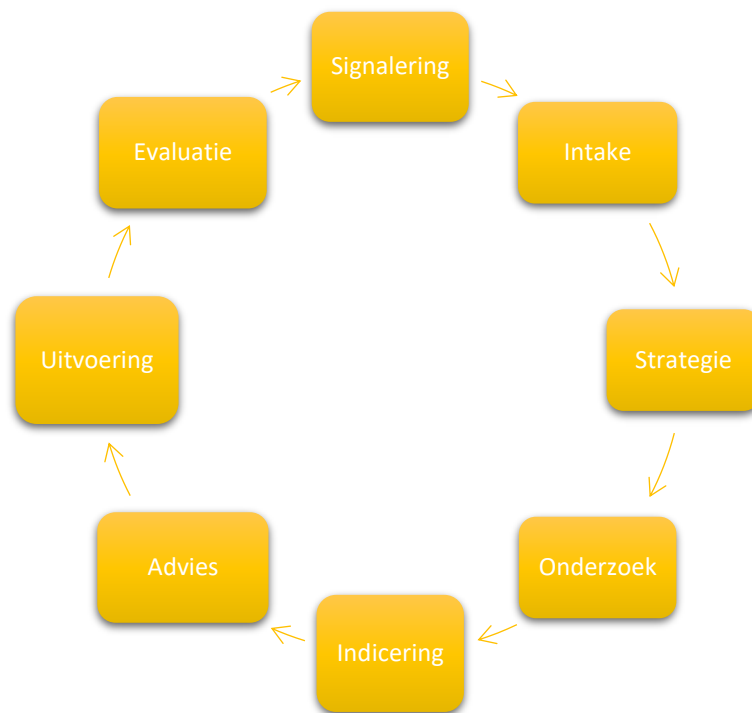 Signalering
Intake
Strategie
Onderzoek
Indicering
Advies
Uitvoering
Evaluatie